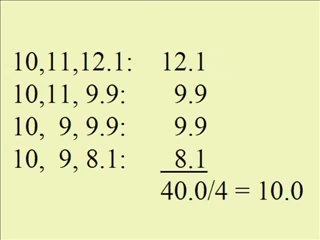 10,11,12.1: 12.1
10,11, 9.9: 9.9
10, 9, 9.9: 9.9
10, 9, 8.1: 8.1
40.0/4 = 10.0